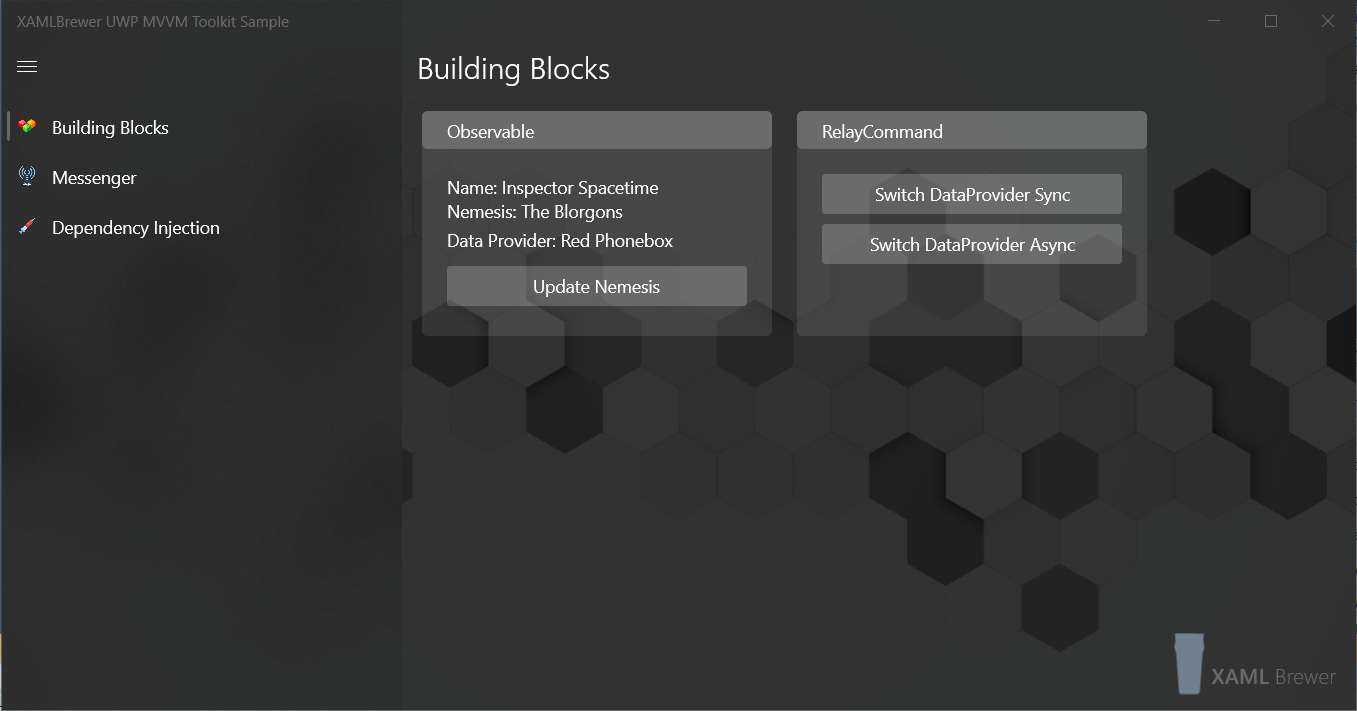 XAMLBrewer UWP MVVM Toolkit Sample
Building Blocks
Messenger
Dependency Injection
Building Blocks
Observable
Name: Inspector Spacetime
Nemesis: The Blorgons
Data Provider: Red Phonebox
Update Nemesis
RelayCommand
Switch DataProvider Sync
Switch DataProvider Async
XAML Brewer